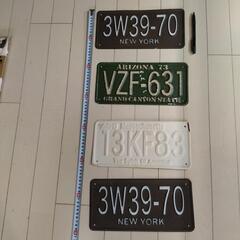 3W39-70
NEW YORK
ARIZONA 73
VZF-631
GRAND CANYON STATE
13KF83
3W39-70
NEW YORK